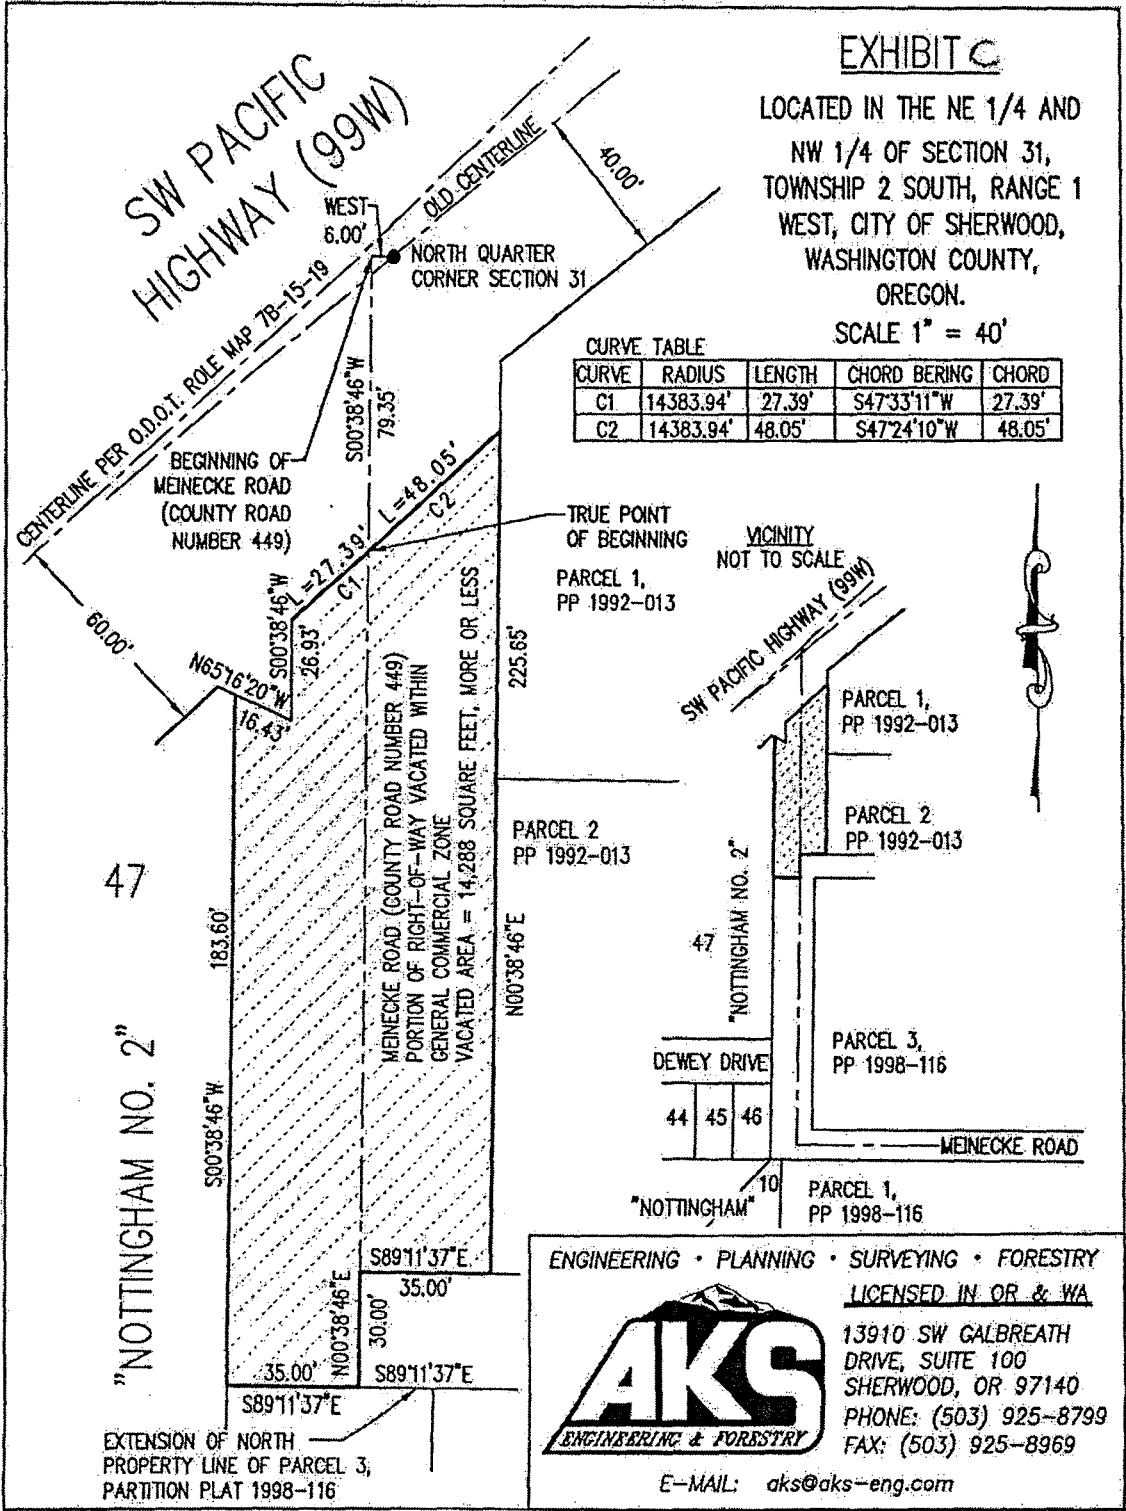 EXHIBIT C
LOCATED IN THE NE 1/4 AND
NW 1/4 OF SECTION 31,
TOWNSHIP 2 SOUTH, RANGE 1
WEST, CITY OF SHERWOOD,
WASHINGTON COUNTY,
OREGON.
SCALE 1" = 40'
SW PACIFIC
HIGHWAY (99W)
OLD CENTERLINE
40.00'
WEST
6.00'
NORTH QUARTER
CORNER SECTION 31
CENTERLINE PER O.D.O.T. ROLE MAP 7B-15-19
CURVE TABLE
CURVE RADIUS LENGTH CHORD BERING CHORD
C1 14383.94' 27.39' S47°33'11"W 27.39'
C2 14383.94' 48.05' S47°24'10"W 48.05'
S00°38'46"W
79.35'
BEGINNING OF
MEINECKE ROAD
(COUNTY ROAD
NUMBER 449)
L=48.05'
C2
L=27.39'
C1
TRUE POINT
OF BEGINNING
PARCEL 1,
PP 1992-013
60.00'
S00°38'46"W
26.93'
N65°16'20"W
16.43'
225.65'
MEINECKE ROAD (COUNTY ROAD NUMBER 449)
PORTION OF RIGHT-OF-WAY VACATED WITHIN
GENERAL COMMERCIAL ZONE
VACATED AREA = 14,288 SQUARE FEET, MORE OR LESS
PARCEL 2
PP 1992-013
N00°38'46"E
47
183.60'
S00°38'46"W
"NOTTINGHAM NO. 2"
S89°11'37"E
35.00'
N00°38'46"E
30.00'
35.00'
S89°11'37"E
S89°11'37"E
EXTENSION OF NORTH
PROPERTY LINE OF PARCEL 3,
PARTITION PLAT 1998-116
VICINITY
NOT TO SCALE
SW PACIFIC HIGHWAY (99W)
PARCEL 1,
PP 1992-013
PARCEL 2
PP 1992-013
47
"NOTTINGHAM NO. 2"
DEWEY DRIVE
44 45 46
PARCEL 3,
PP 1998-116
MEINECKE ROAD
10
"NOTTINGHAM"
PARCEL 1,
PP 1998-116
ENGINEERING · PLANNING · SURVEYING · FORESTRY
LICENSED IN OR & WA
AKS
ENGINEERING & FORESTRY
13910 SW GALBREATH
DRIVE, SUITE 100
SHERWOOD, OR 97140
PHONE: (503) 925-8799
FAX: (503) 925-8969
E-MAIL: aks@aks-eng.com